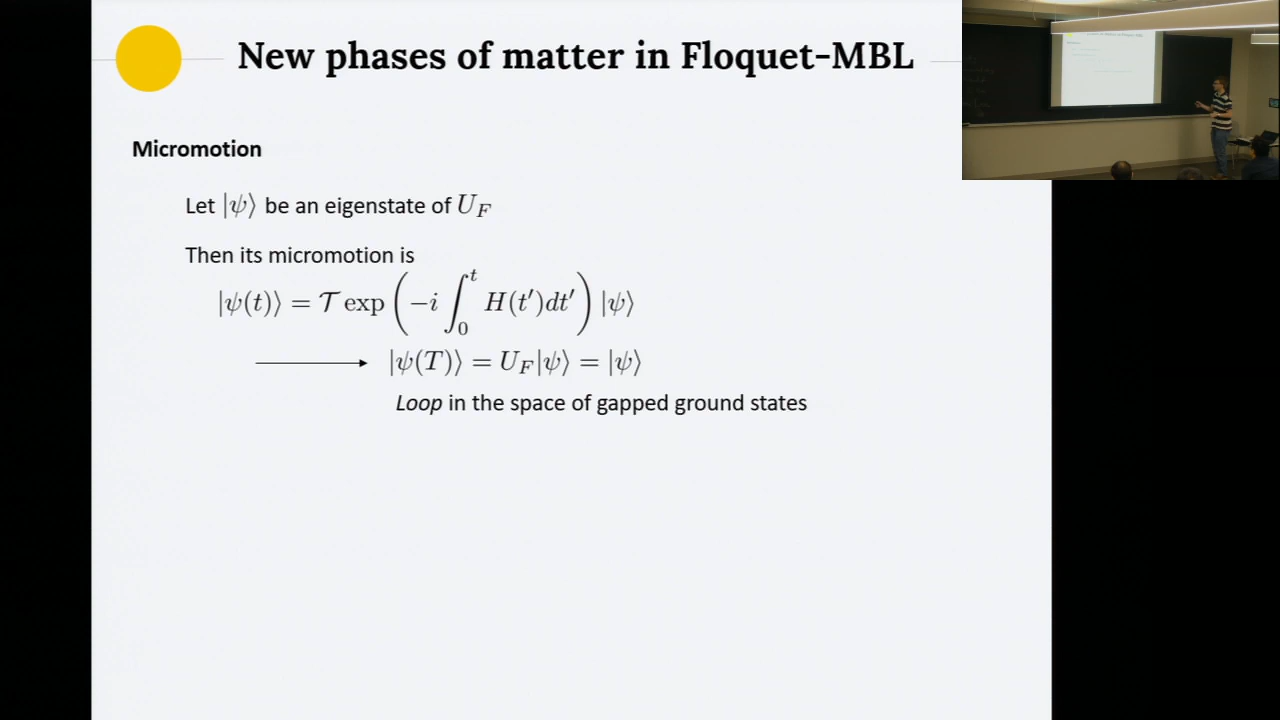 New phases of matter in Floquet-MBL
Micromotion
Let |ψ⟩ be an eigenstate of U_F
Then its micromotion is
|ψ(t)⟩ = 𝒯 exp(−i ∫_0^t H(t′)dt′) |ψ⟩
|ψ(T)⟩ = U_F|ψ⟩ = |ψ⟩
Loop in the space of gapped ground states